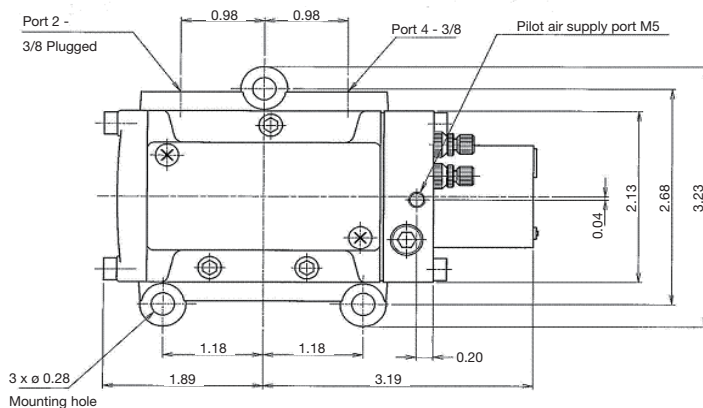 0.98
0.98
Port 2 -
3/8 Plugged
Port 4 - 3/8
Pilot air supply port M5
0.04
2.13
2.68
3.23
1.18
1.18
0.20
3 x ø 0.28
Mounting hole
1.89
3.19